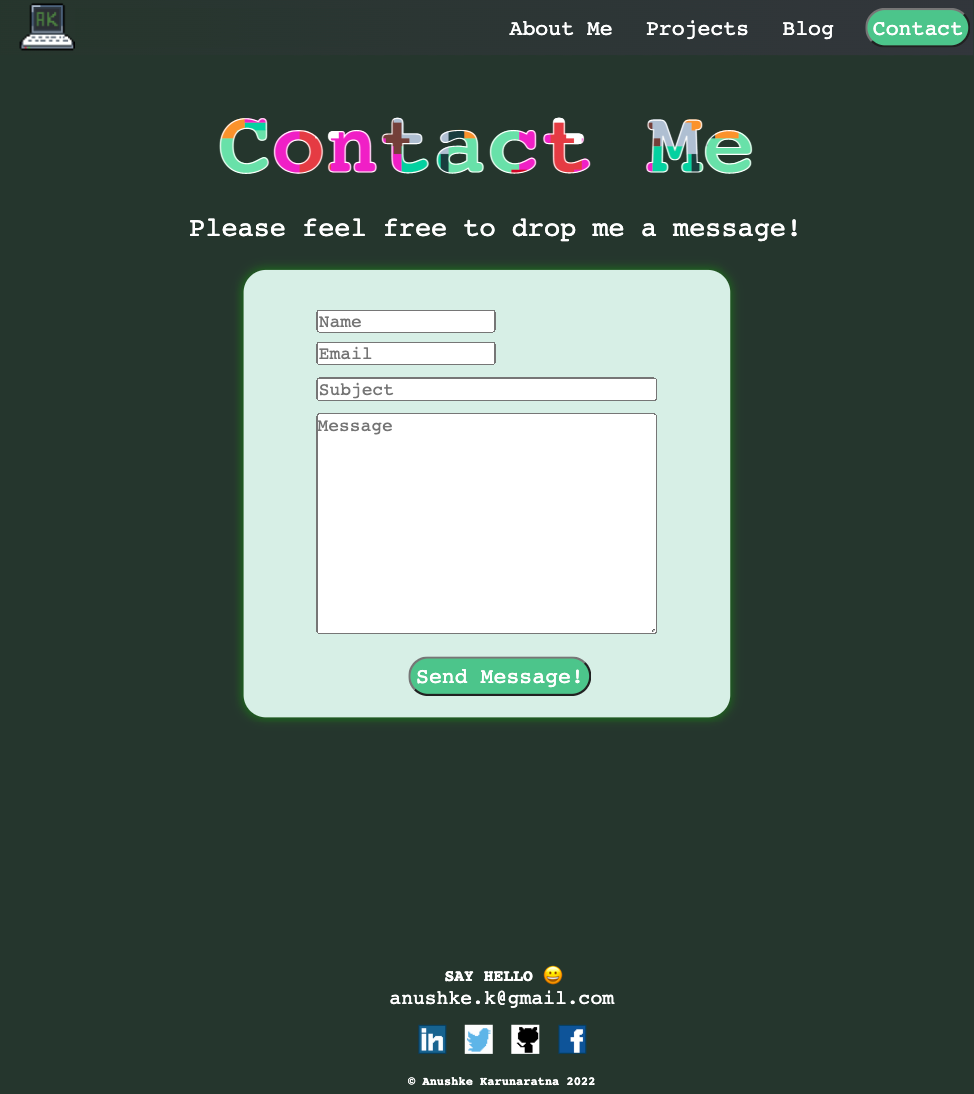 AK
About Me Projects Blog Contact
Contact Me
Please feel free to drop me a message!
Name
Email
Subject
Message
Send Message!
SAY HELLO 😀
anushke.k@gmail.com
in
f
© Anushke Karunaratna 2022